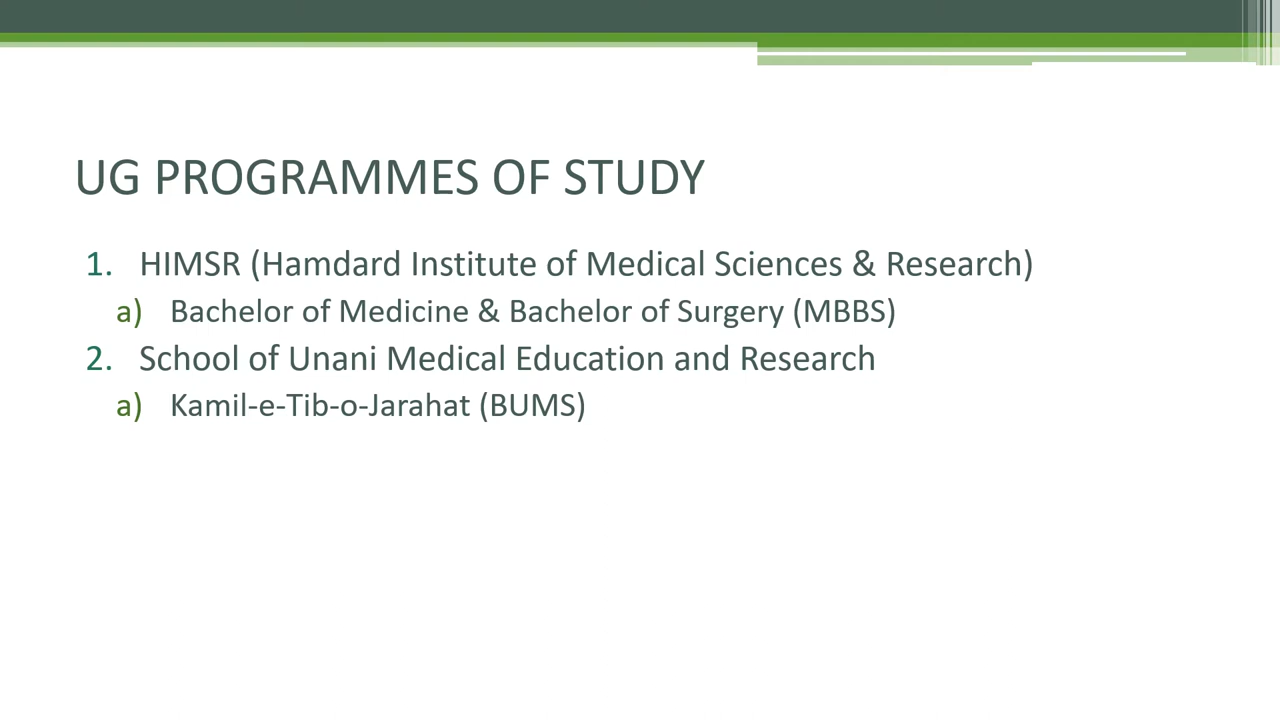 UG PROGRAMMES OF STUDY
1. HIMSR (Hamdard Institute of Medical Sciences & Research)
a) Bachelor of Medicine & Bachelor of Surgery (MBBS)
2. School of Unani Medical Education and Research
a) Kamil-e-Tib-o-Jarahat (BUMS)